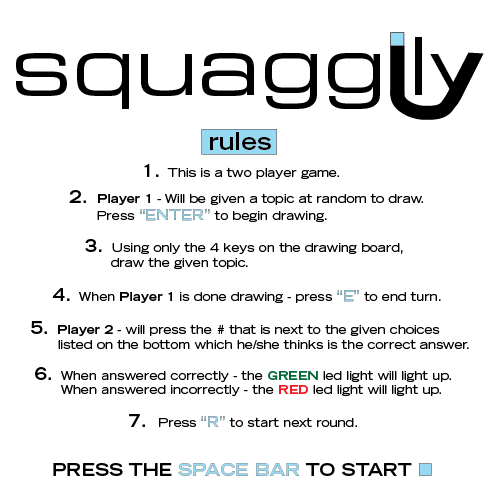 squaggily
rules
1. This is a two player game.
2. Player 1 - Will be given a topic at random to draw.
Press “ENTER” to begin drawing.
3. Using only the 4 keys on the drawing board,
draw the given topic.
4. When Player 1 is done drawing - press “E” to end turn.
5. Player 2 - will press the # that is next to the given choices
listed on the bottom which he/she thinks is the correct answer.
6. When answered correctly - the GREEN led light will light up.
When answered incorrectly - the RED led light will light up.
7. Press “R” to start next round.
PRESS THE SPACE BAR TO START